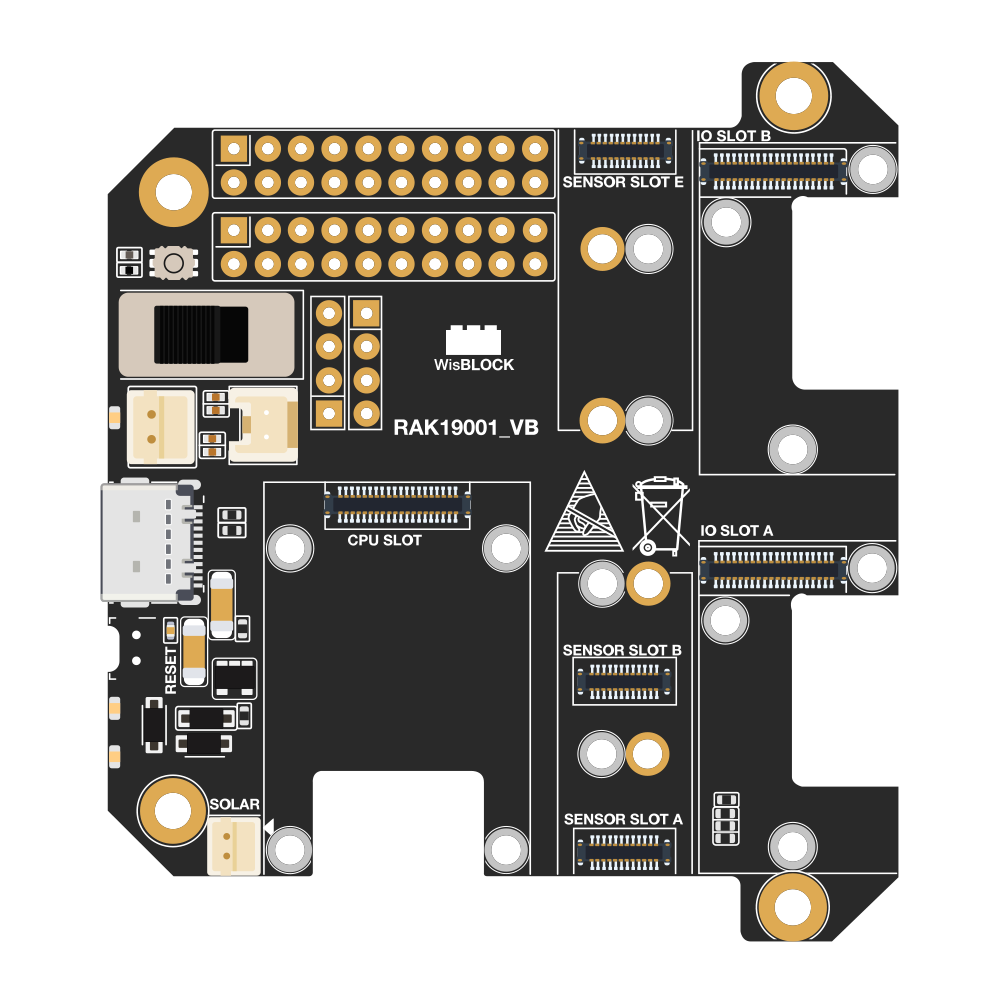 IO SLOT B
SENSOR SLOT E
WisBLOCK
RAK19001_VB
CPU SLOT
IO SLOT A
SENSOR SLOT B
RESET
SOLAR
SENSOR SLOT A